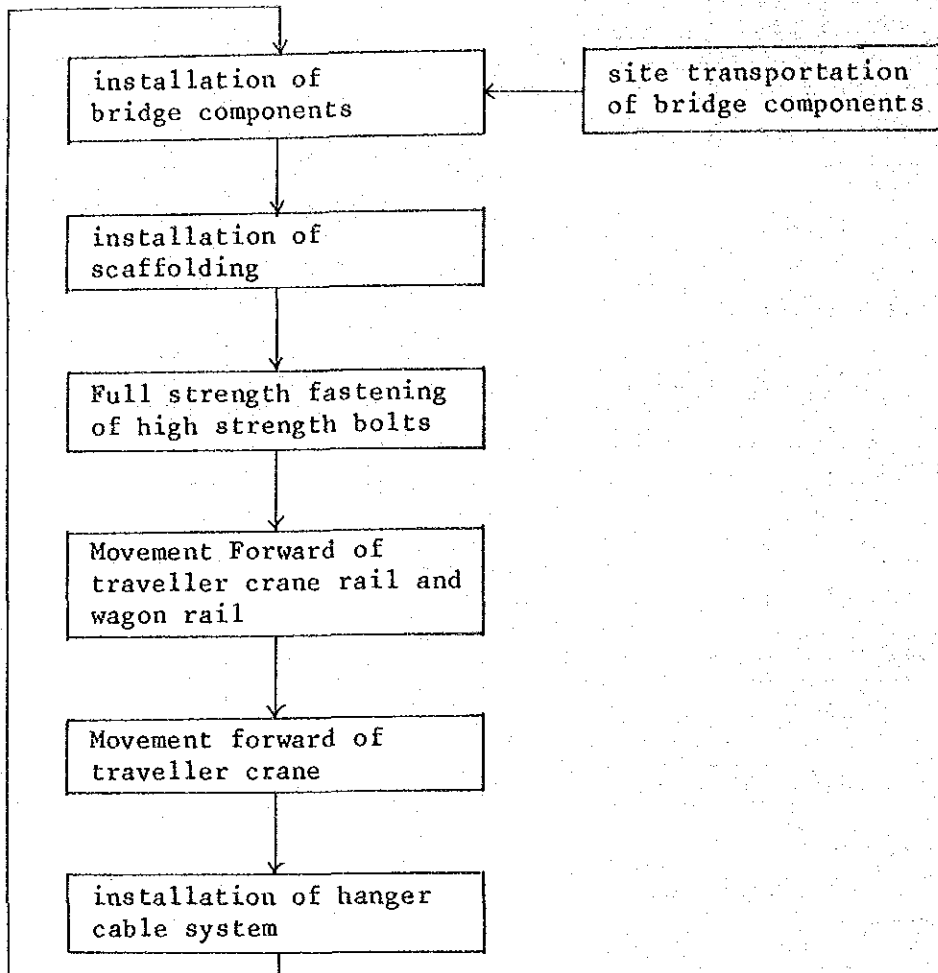 installation of
bridge components
site transportation
of bridge components
installation of
scaffolding
Full strength fastening
of high strength bolts
Movement Forward of
traveller crane rail and
wagon rail
Movement forward of
traveller crane
installation of hanger
cable system